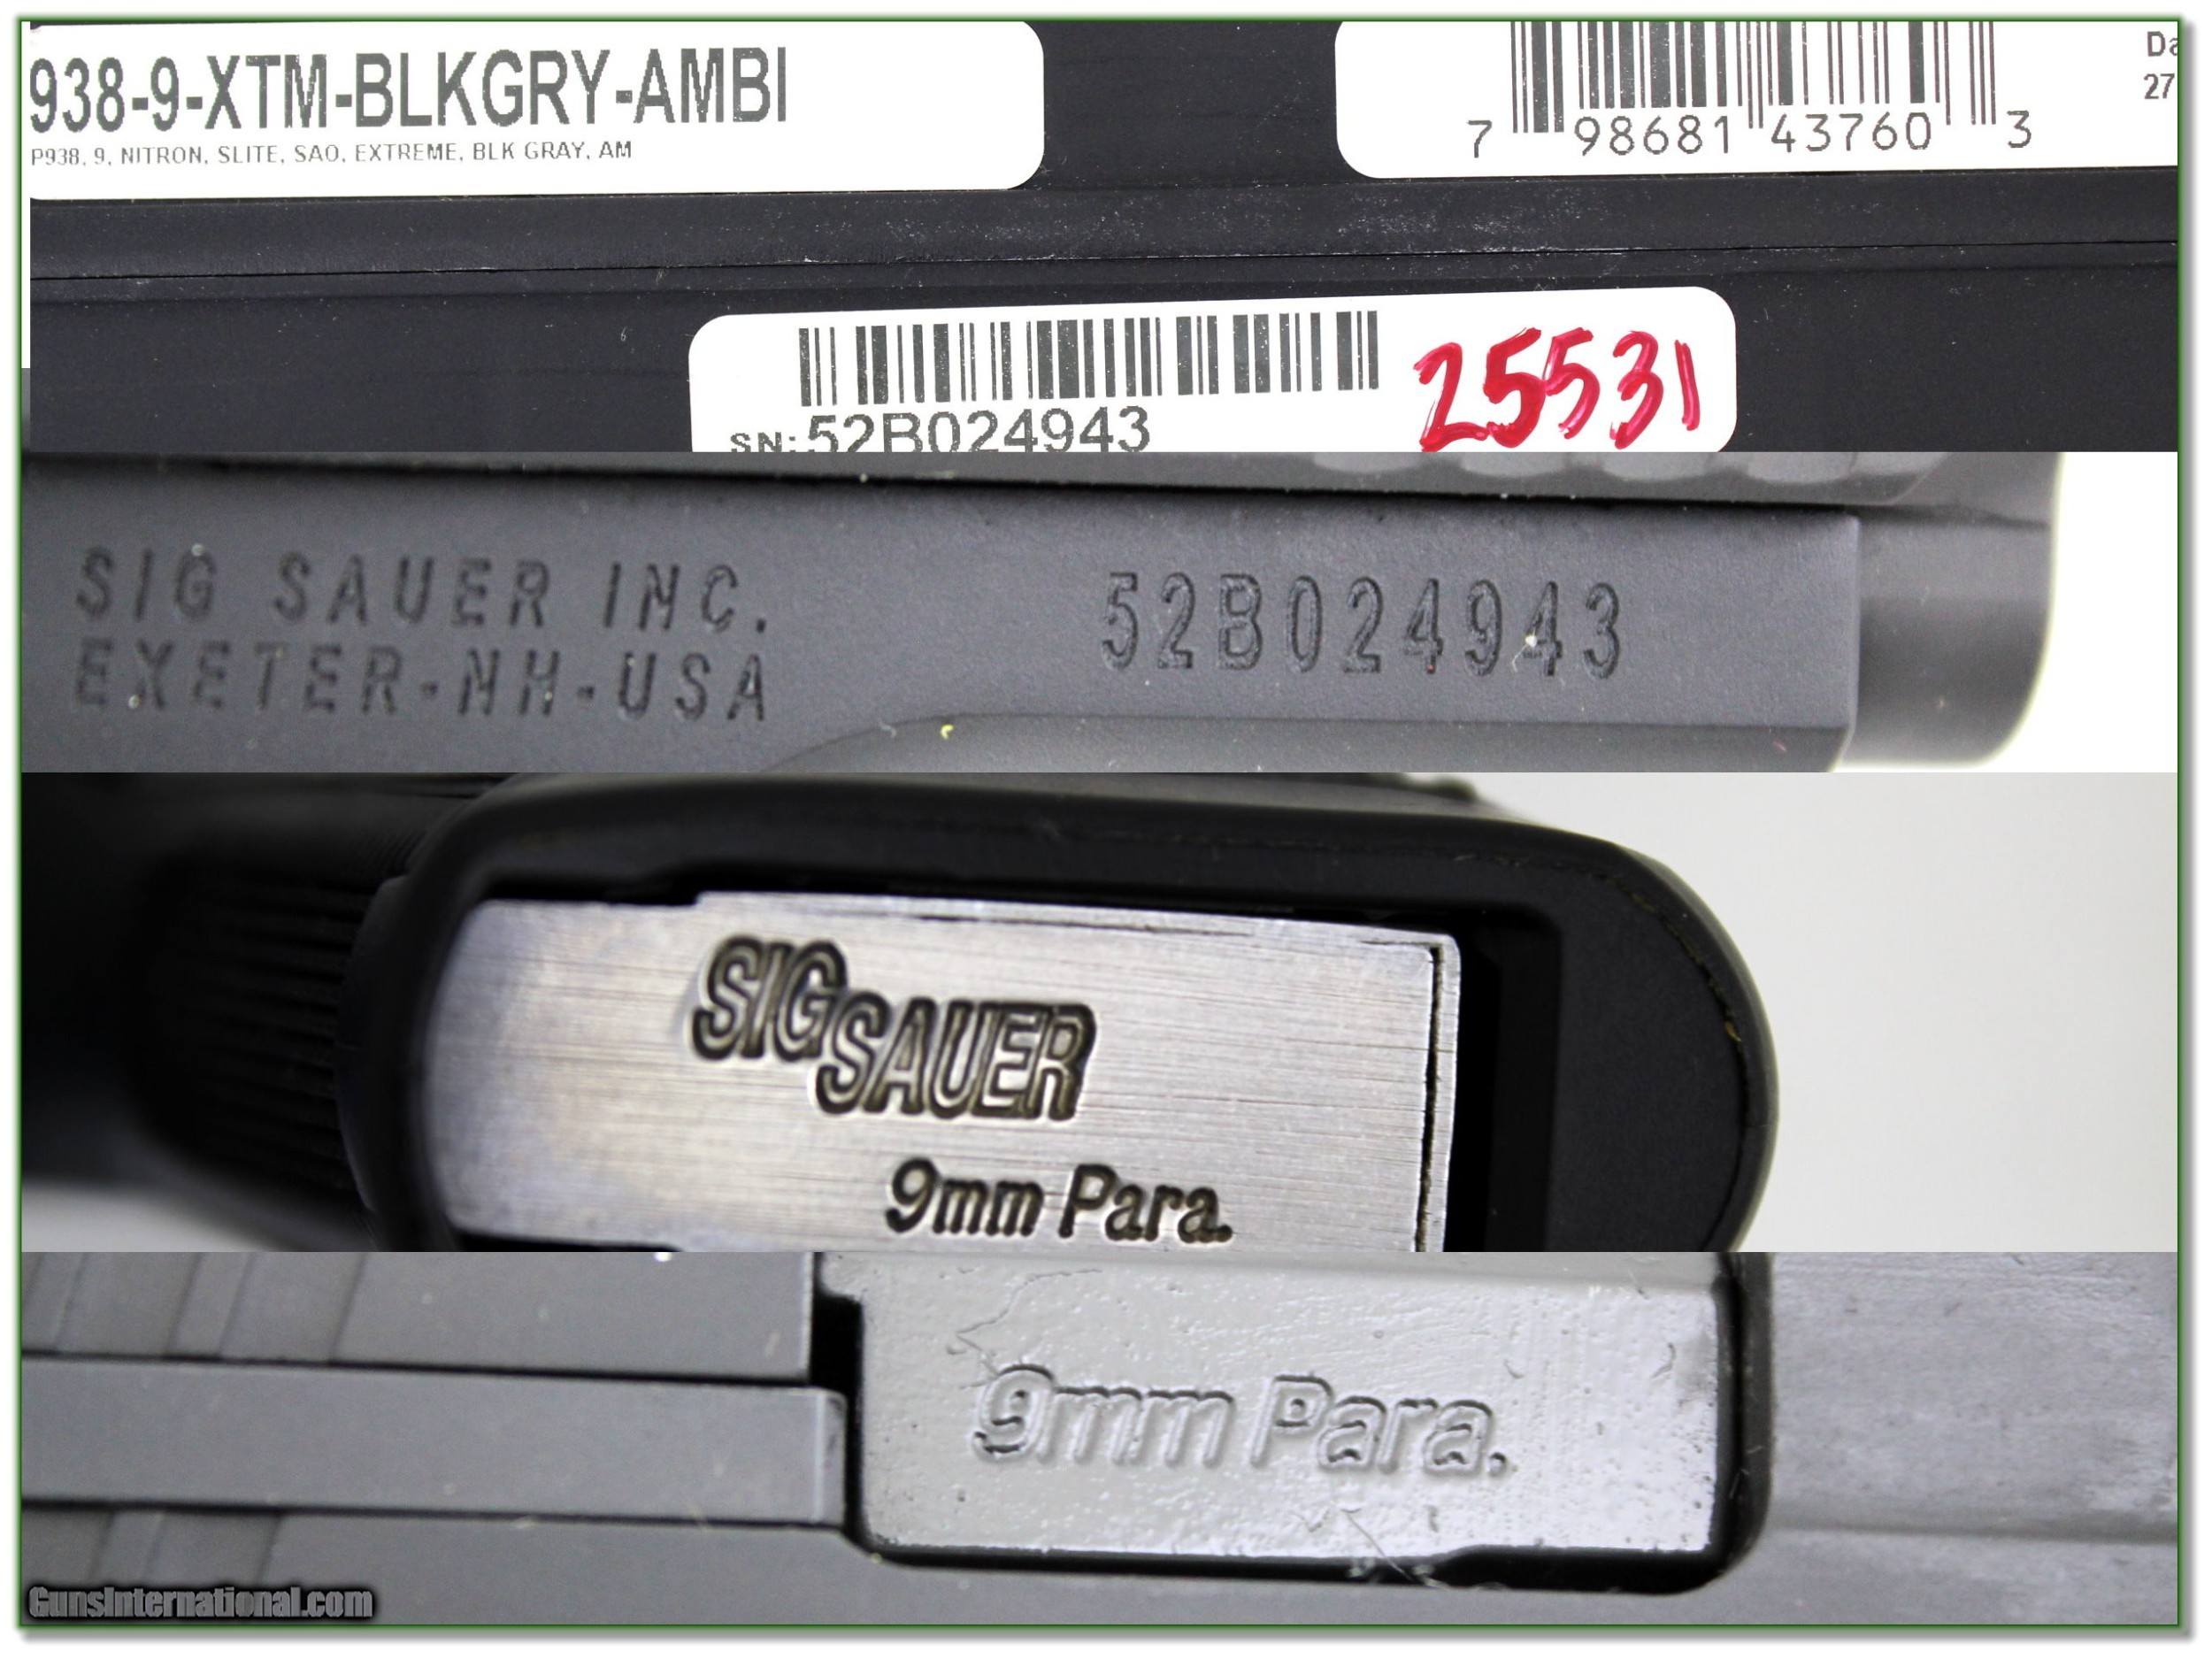 938-9-XTM-BLKGRY-AMBI
P938, 9, NITRON, SLITE, SAO, EXTREME, BLK GRAY, AM
7 98681 43760 3
27
SN:52B024943
25531
SIG SAUER INC.
EXETER-NH-USA
52B024943
SIG SAUER
9mm Para.
9mm Para.
GunsInternational.com